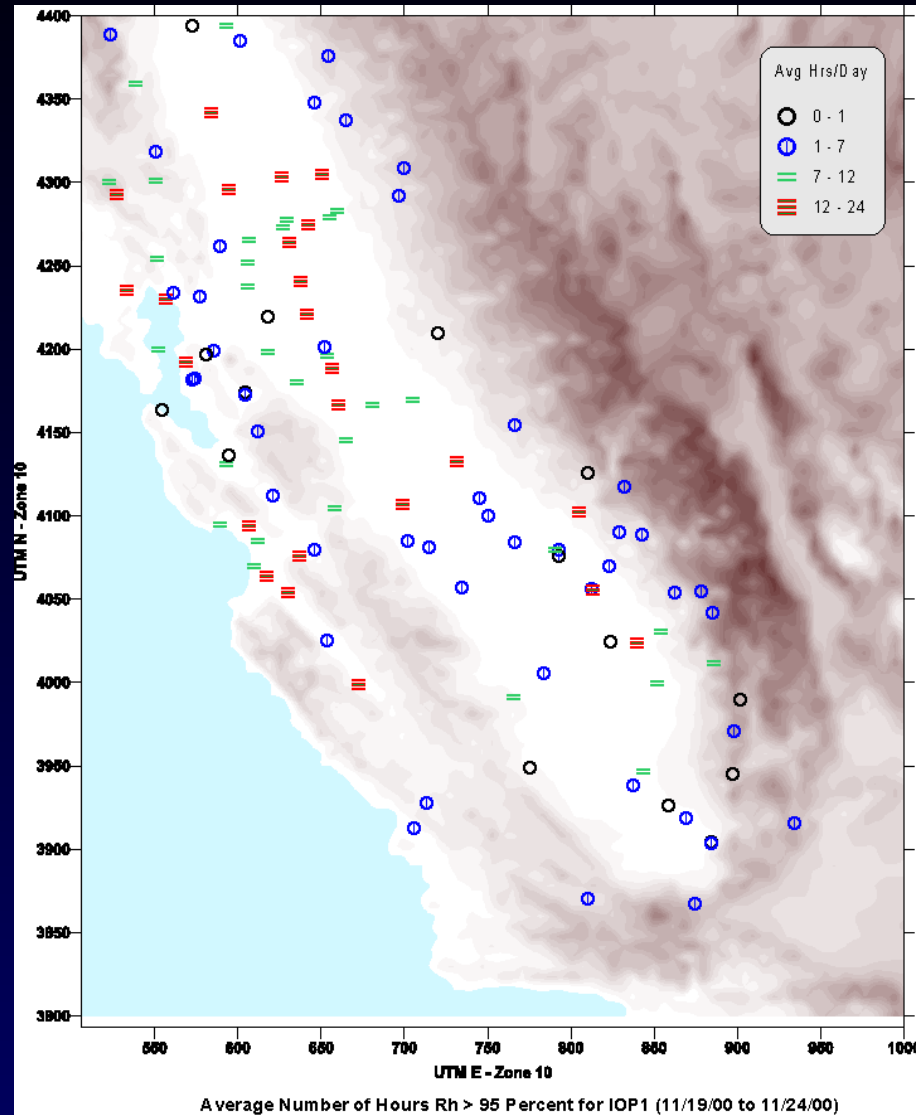 4400
4350
4300
4250
4200
4150
4100
4050
4000
3950
3900
3850
3800
UTM N - Zone 10
Avg Hrs/Day
0 - 1
1 - 7
7 - 12
12 - 24
550 600 650 700 750 800 850 900 950 1000
UTM E - Zone 10
Average Number of Hours Rh > 95 Percent for IOP1 (11/19/00 to 11/24/00)